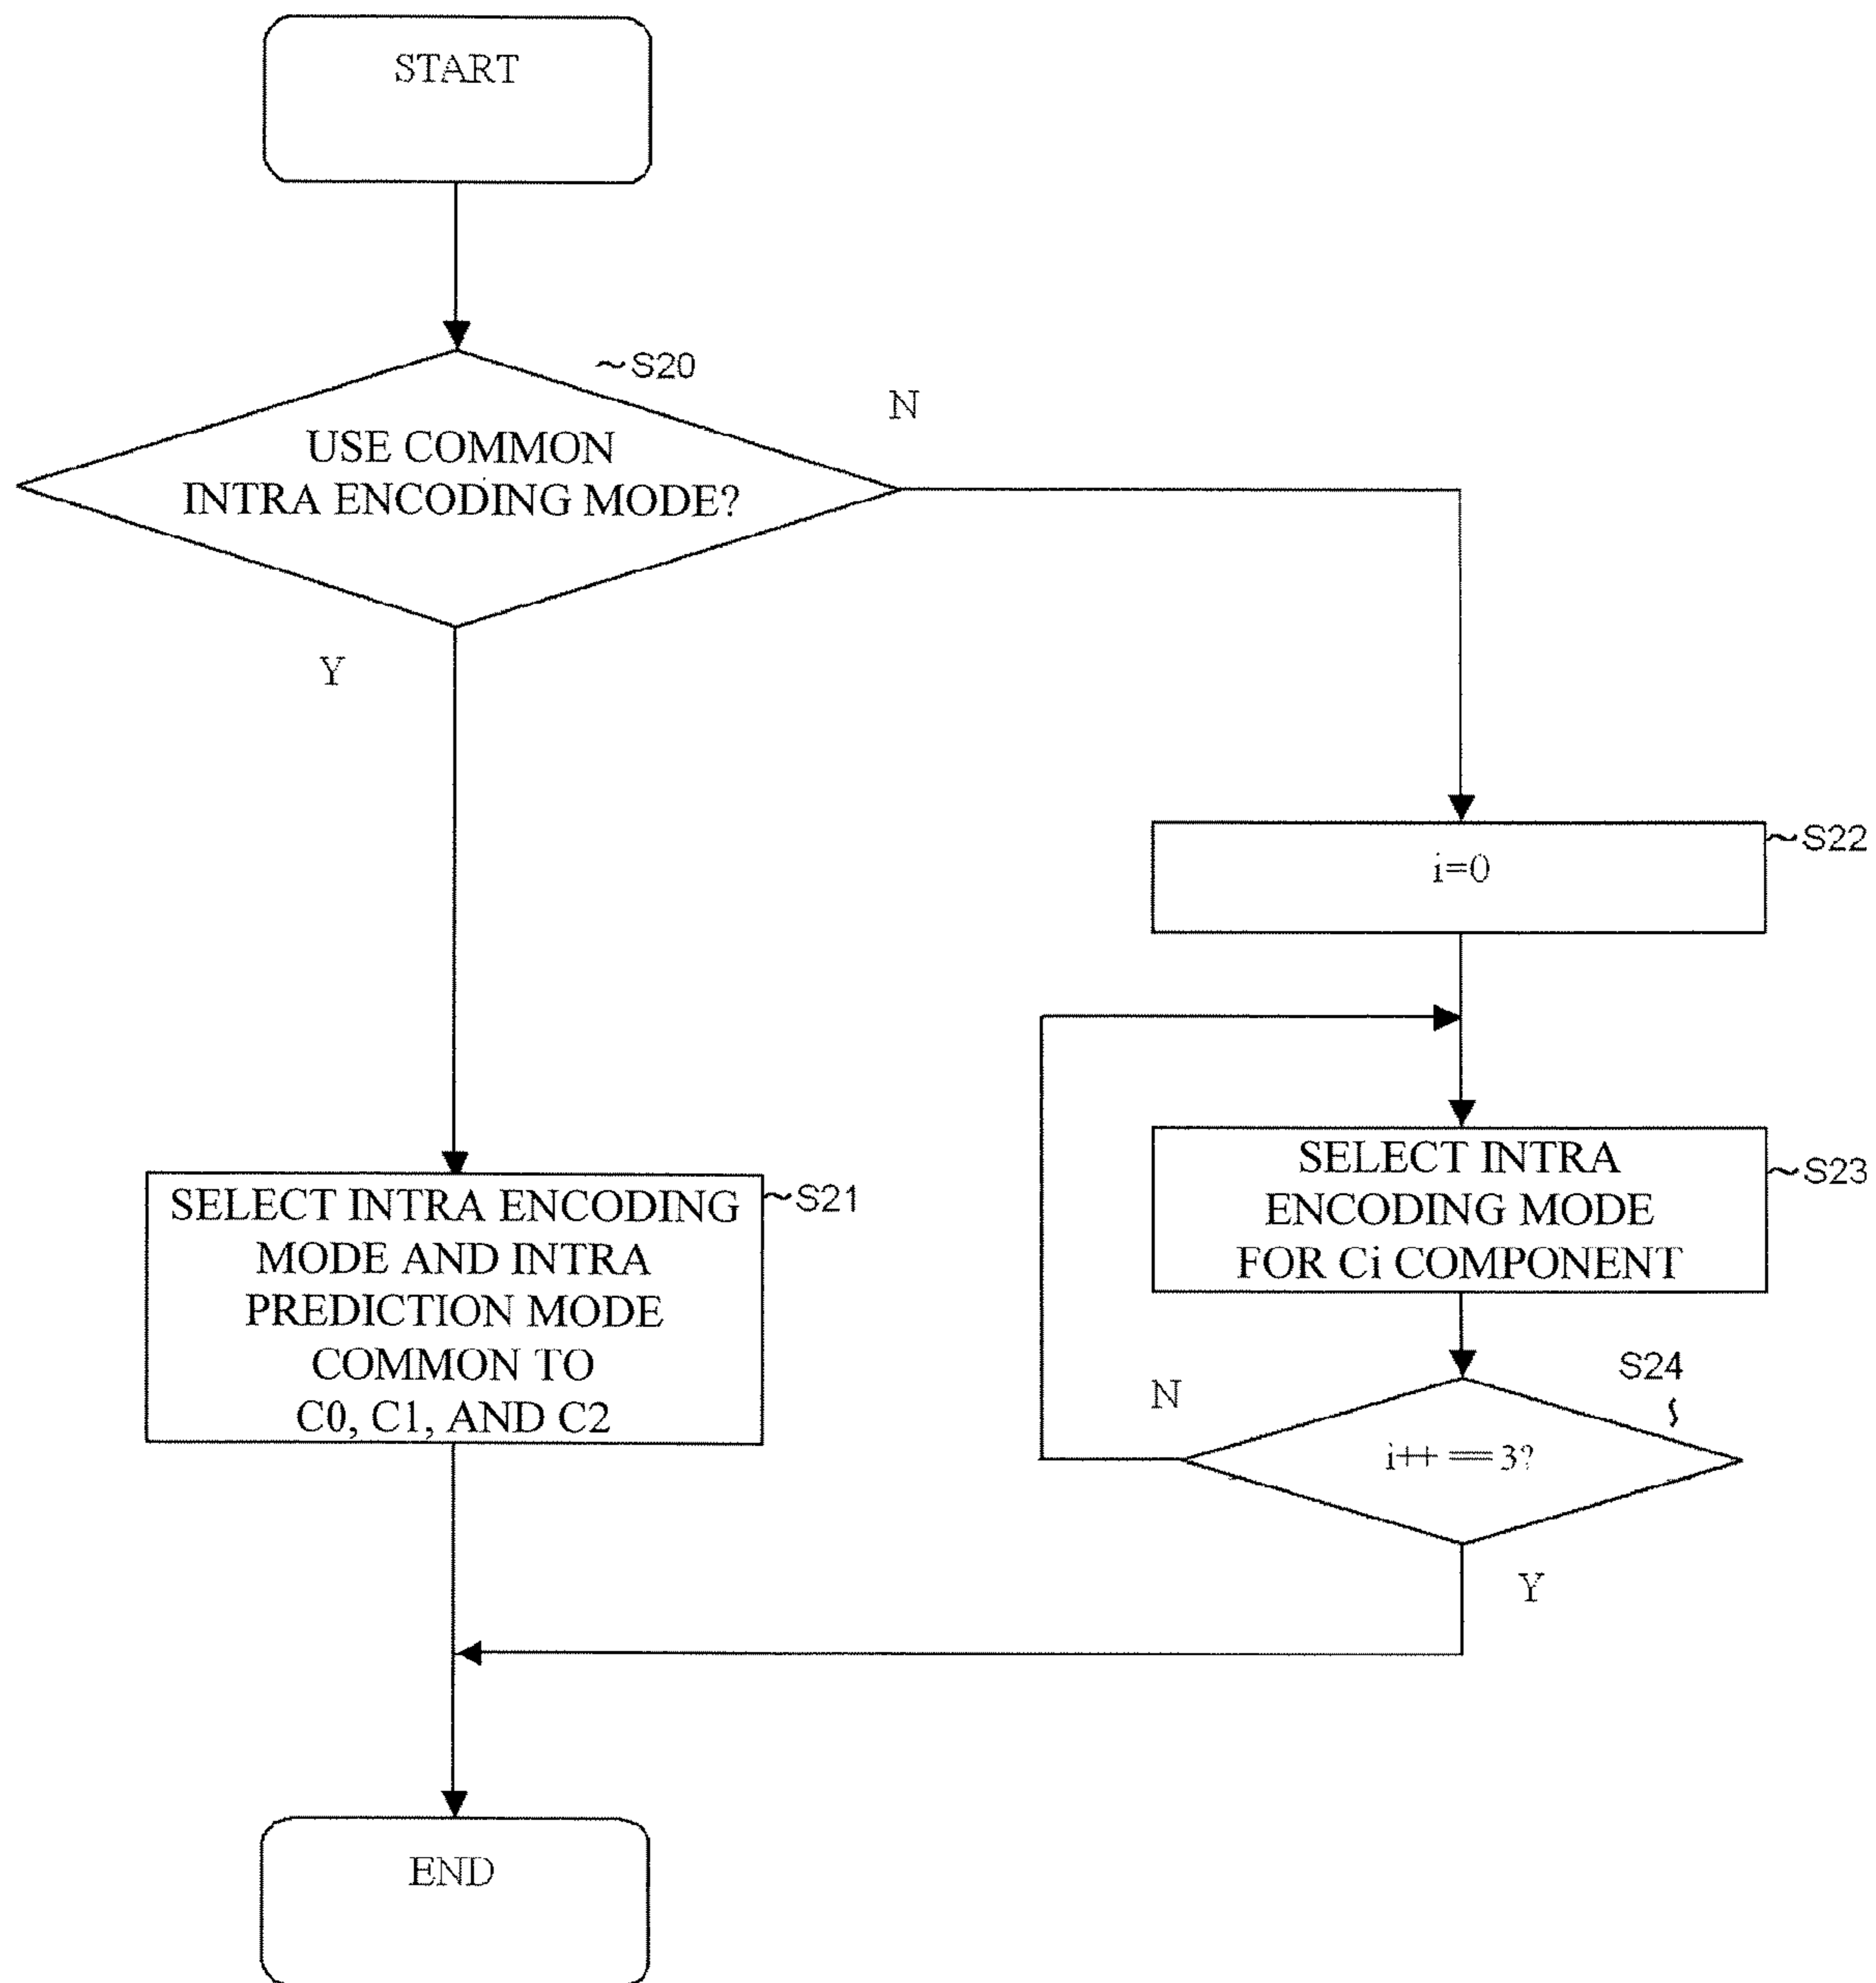 START
~S20
N
USE COMMON
INTRA ENCODING MODE?
Y
~S22
i=0
SELECT INTRA
ENCODING MODE
FOR Ci COMPONENT
~S23
SELECT INTRA ENCODING
MODE AND INTRA
PREDICTION MODE
COMMON TO
C0, C1, AND C2
~S21
S24
N
i++ ==3?
Y
END